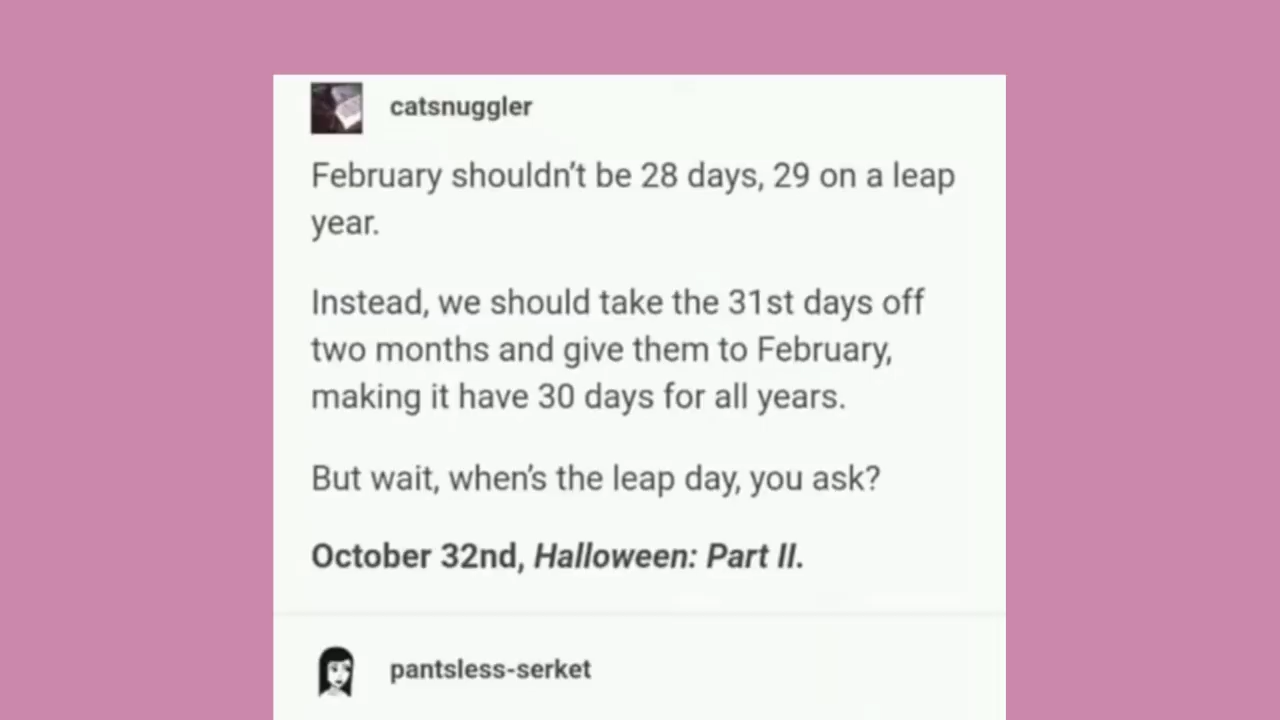 catsnuggler
February shouldn’t be 28 days, 29 on a leap
year.
Instead, we should take the 31st days off
two months and give them to February,
making it have 30 days for all years.
But wait, when’s the leap day, you ask?
October 32nd, Halloween: Part II.
pantsless-serket